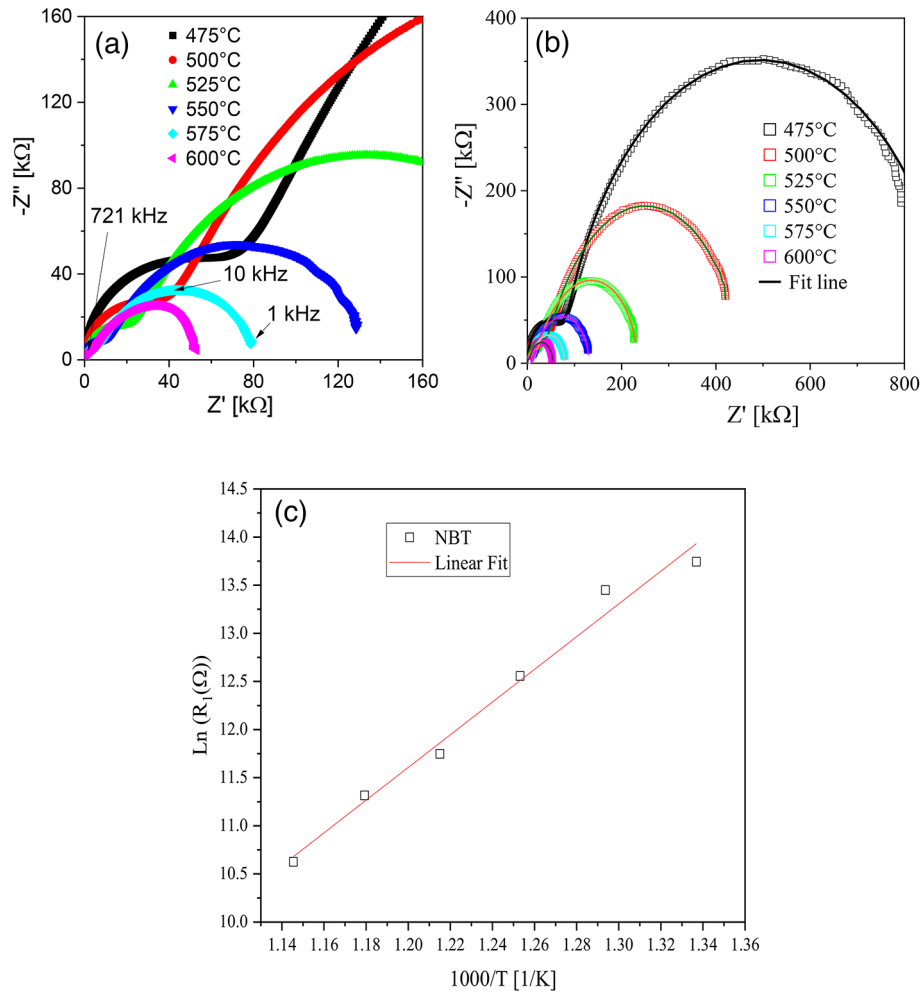 (a)
475°C
500°C
525°C
550°C
575°C
600°C
721 kHz
10 kHz
1 kHz
-Z'' [kΩ]
160
120
80
40
0
0 40 80 120 160
Z' [kΩ]
(b)
475°C
500°C
525°C
550°C
575°C
600°C
Fit line
-Z'' [kΩ]
400
300
200
100
0
0 200 400 600 800
Z' [kΩ]
(c)
NBT
Linear Fit
Ln (R₁(Ω))
14.5
14.0
13.5
13.0
12.5
12.0
11.5
11.0
10.5
10.0
1.14 1.16 1.18 1.20 1.22 1.24 1.26 1.28 1.30 1.32 1.34 1.36
1000/T [1/K]